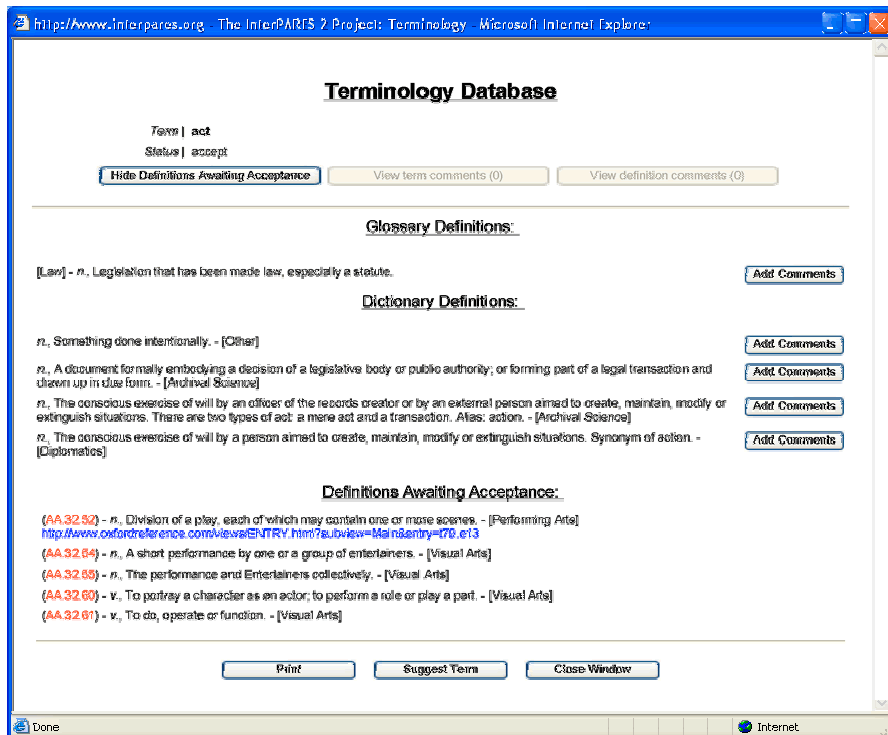 http://www.interpares.org - The InterPARES 2 Project: Terminology - Microsoft Internet Explorer
Terminology Database
Term | act
Status | accept
Hide Definitions Awaiting Acceptance View term comments (0) View definition comments (0)
Glossary Definitions:
[Law] - n., Legislation that has been made law, especially a statute. Add Comments
Dictionary Definitions:
n., Something done intentionally. - [Other] Add Comments
n., A document formally embodying a decision of a legislative body or public authority; or forming part of a legal transaction and Add Comments
drawn up in due form. - [Archival Science]
n., The conscious exercise of will by an officer of the records creator or by an external person aimed to create, maintain, modify or Add Comments
extinguish situations. There are two types of act: a mere act and a transaction. Alias: action. - [Archival Science]
n., The conscious exercise of will by a person aimed to create, maintain, modify or extinguish situations. Synonym of action. - Add Comments
[Diplomatics]
Definitions Awaiting Acceptance:
(AA.32.52) - n., Division of a play, each of which may contain one or more scenes. - [Performing Arts]
http://www.oxfordreference.com/views/ENTRY.html?subview=Main&entry=t79.e13
(AA.32.64) - n., A short performance by one or a group of entertainers. - [Visual Arts]
- n., The performance and Entertainers collectively. - [Visual Arts]
(AA.32.60) - v., To portray a character as an actor; to perform a role or play a part. - [Visual Arts]
(AA.32.61) - v., To do, operate or function. - [Visual Arts]
Print Suggest Term Close Window
Done Internet